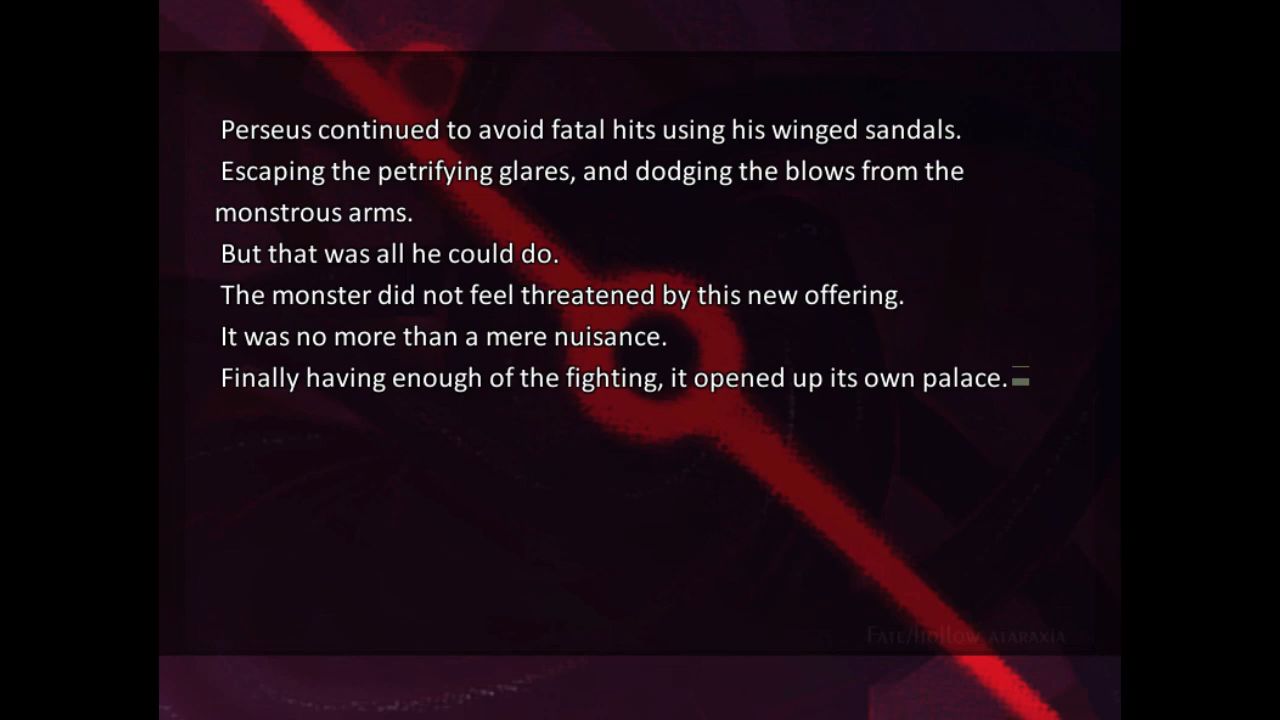 Perseus continued to avoid fatal hits using his winged sandals.
Escaping the petrifying glares, and dodging the blows from the
monstrous arms.
But that was all he could do.
The monster did not feel threatened by this new offering.
It was no more than a mere nuisance.
Finally having enough of the fighting, it opened up its own palace.
Fate/hollow ataraxia